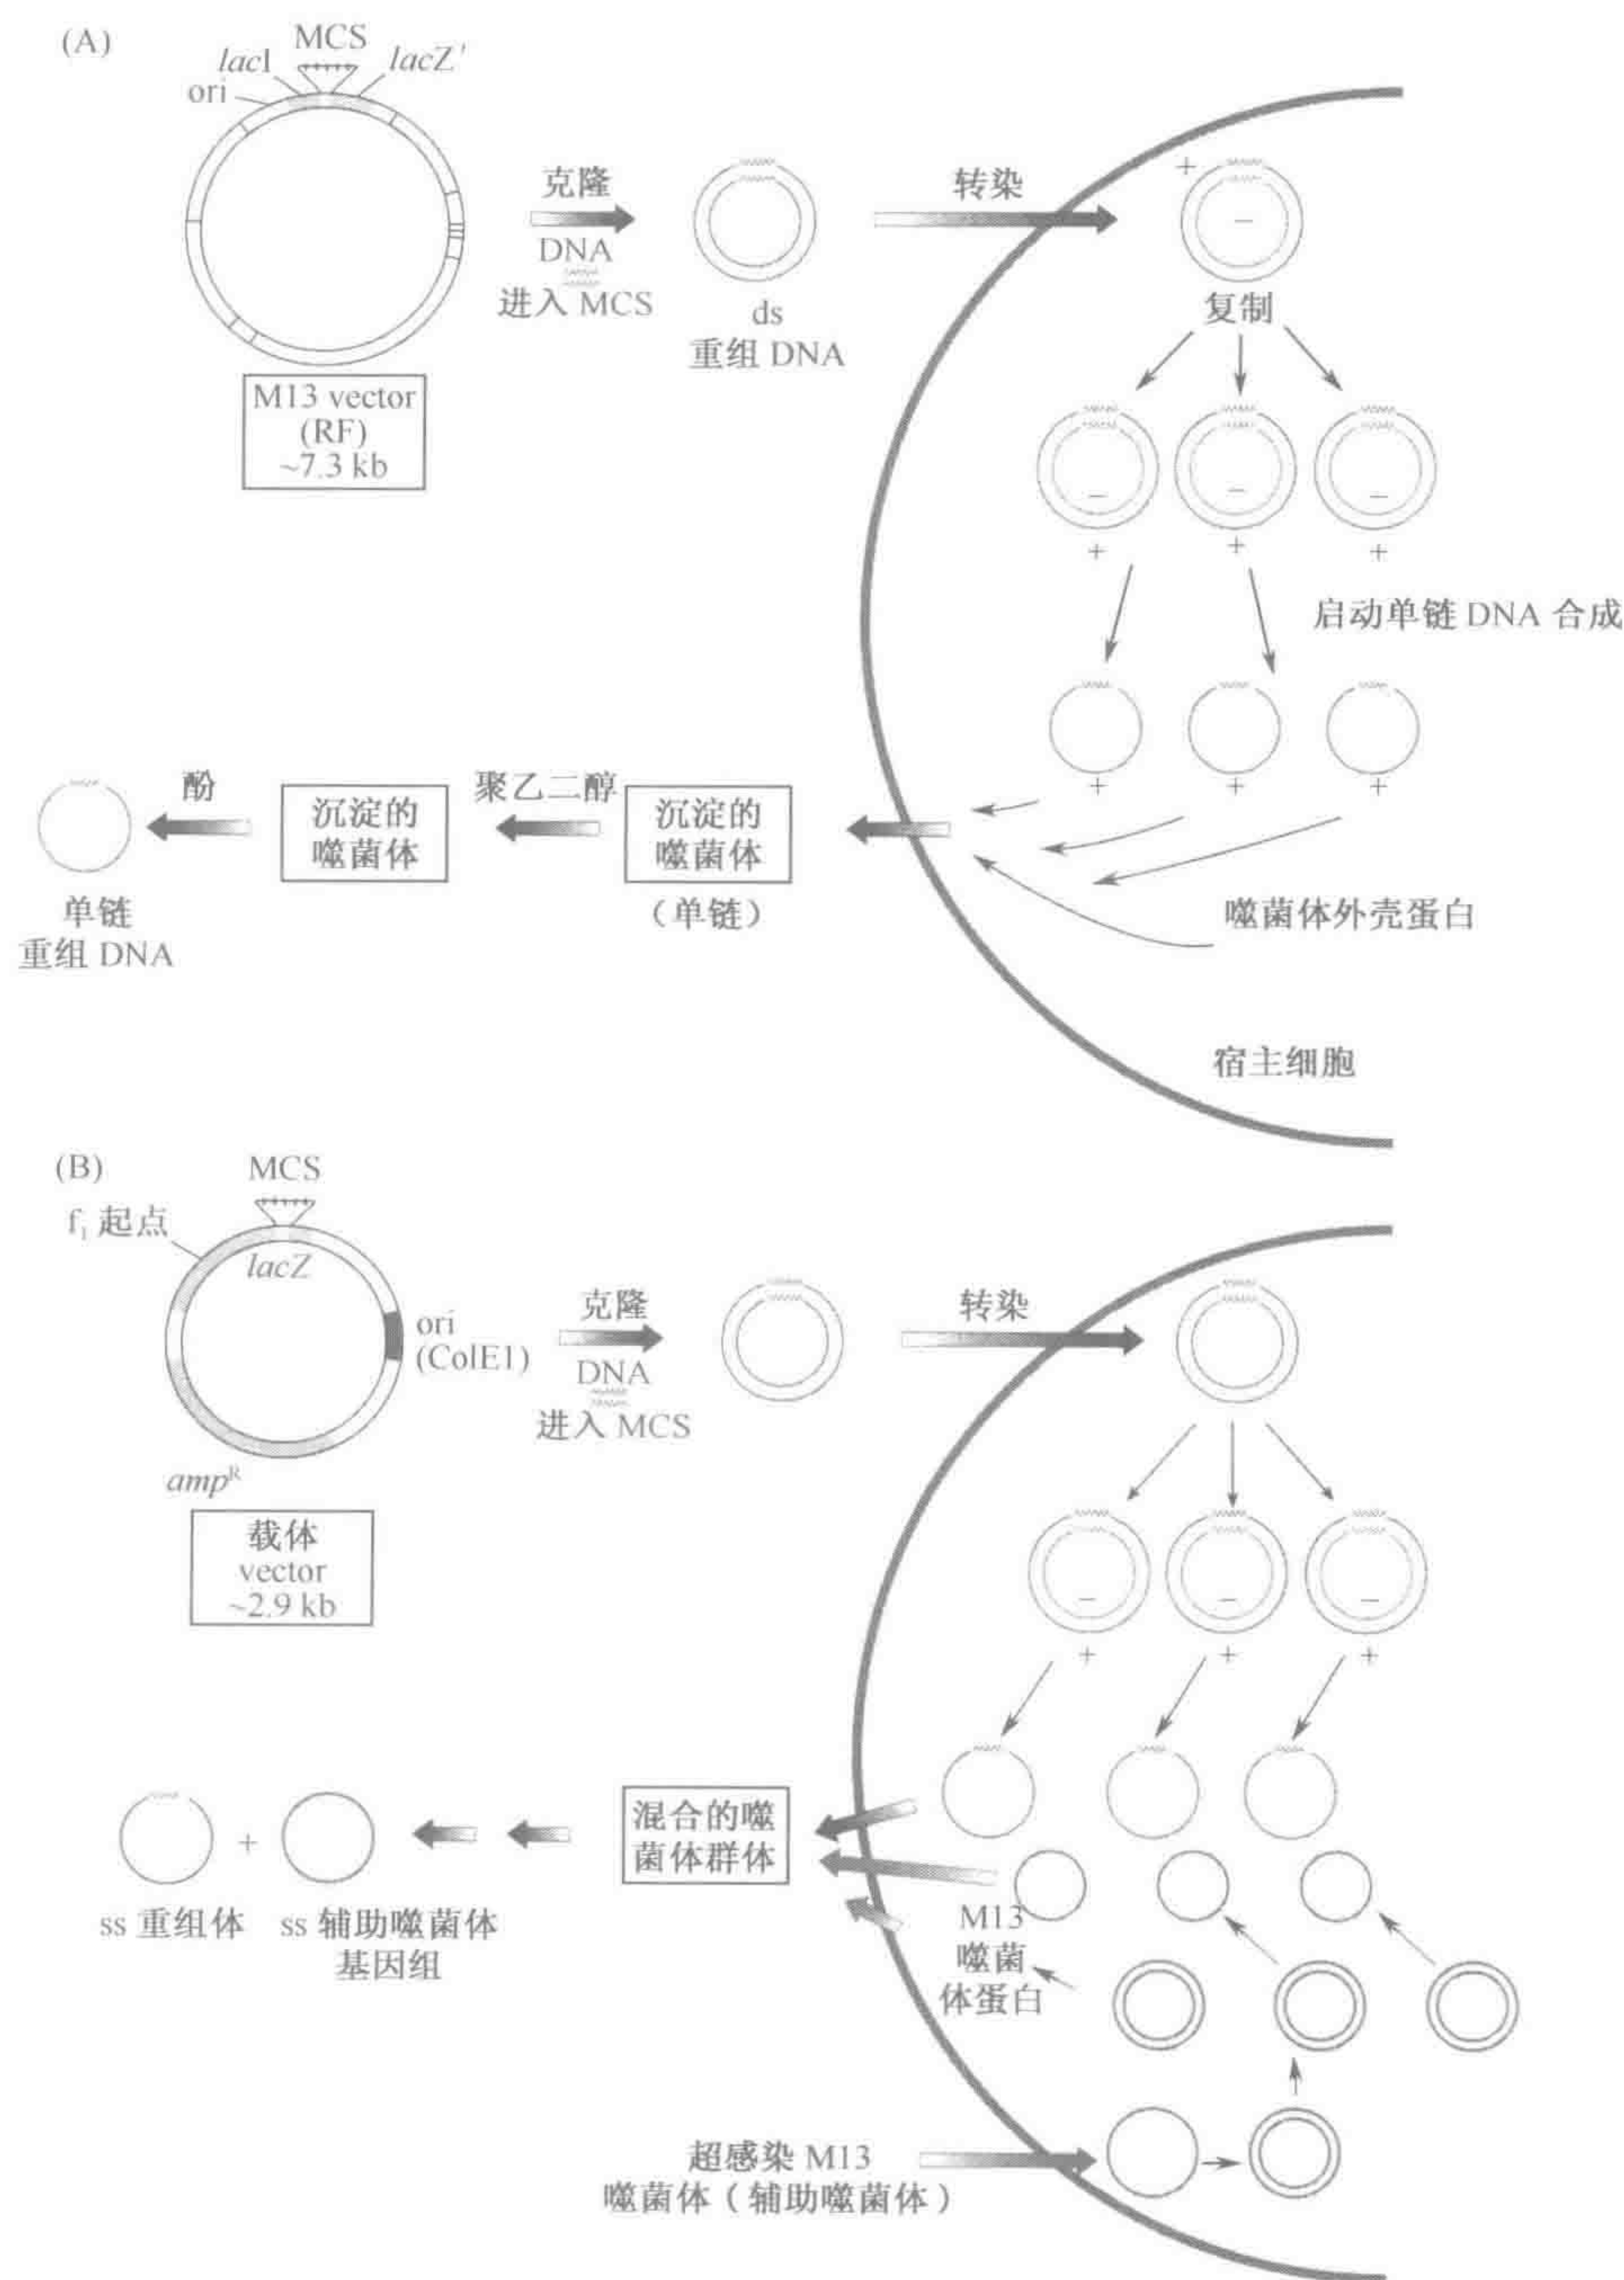 (A)
MCS
lacI
lacZ'
ori
克隆
DNA
进入 MCS
ds
重组 DNA
转染
+
−
复制
M13 vector
(RF)
~7.3 kb
− − −
+ + +
启动单链 DNA 合成
+ + +
酚
沉淀的
噬菌体
聚乙二醇
沉淀的
噬菌体
(单链)
单链
重组 DNA
噬菌体外壳蛋白
宿主细胞
(B)
MCS
f₁ 起点
lacZ
ori
(ColE1)
ampᴿ
载体
vector
~2.9 kb
克隆
DNA
进入 MCS
转染
− − −
+ + +
混合的噬
菌体群体
+
ss 重组体
ss 辅助噬菌体
基因组
M13
噬菌
体蛋白
超感染 M13
噬菌体(辅助噬菌体)